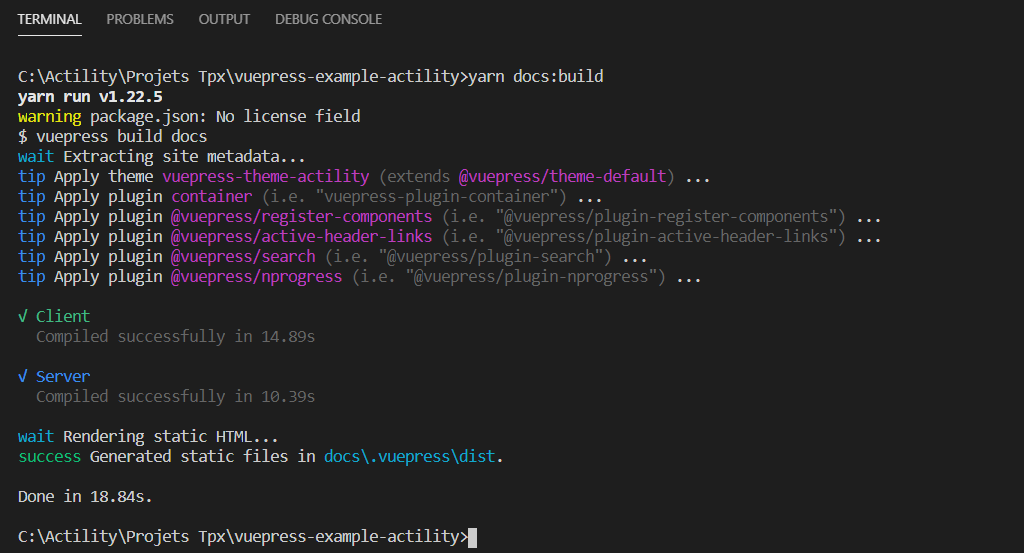 TERMINAL PROBLEMS OUTPUT DEBUG CONSOLE
C:\Actility\Projets Tpx\vuepress-example-actility>yarn docs:build
yarn run v1.22.5
warning package.json: No license field
$ vuepress build docs
wait Extracting site metadata...
tip Apply theme vuepress-theme-actility (extends @vuepress/theme-default) ...
tip Apply plugin container (i.e. "vuepress-plugin-container") ...
tip Apply plugin @vuepress/register-components (i.e. "@vuepress/plugin-register-components") ...
tip Apply plugin @vuepress/active-header-links (i.e. "@vuepress/plugin-active-header-links") ...
tip Apply plugin @vuepress/search (i.e. "@vuepress/plugin-search") ...
tip Apply plugin @vuepress/nprogress (i.e. "@vuepress/plugin-nprogress") ...
√ Client
Compiled successfully in 14.89s
√ Server
Compiled successfully in 10.39s
wait Rendering static HTML...
success Generated static files in docs\.vuepress\dist.
Done in 18.84s.
C:\Actility\Projets Tpx\vuepress-example-actility>